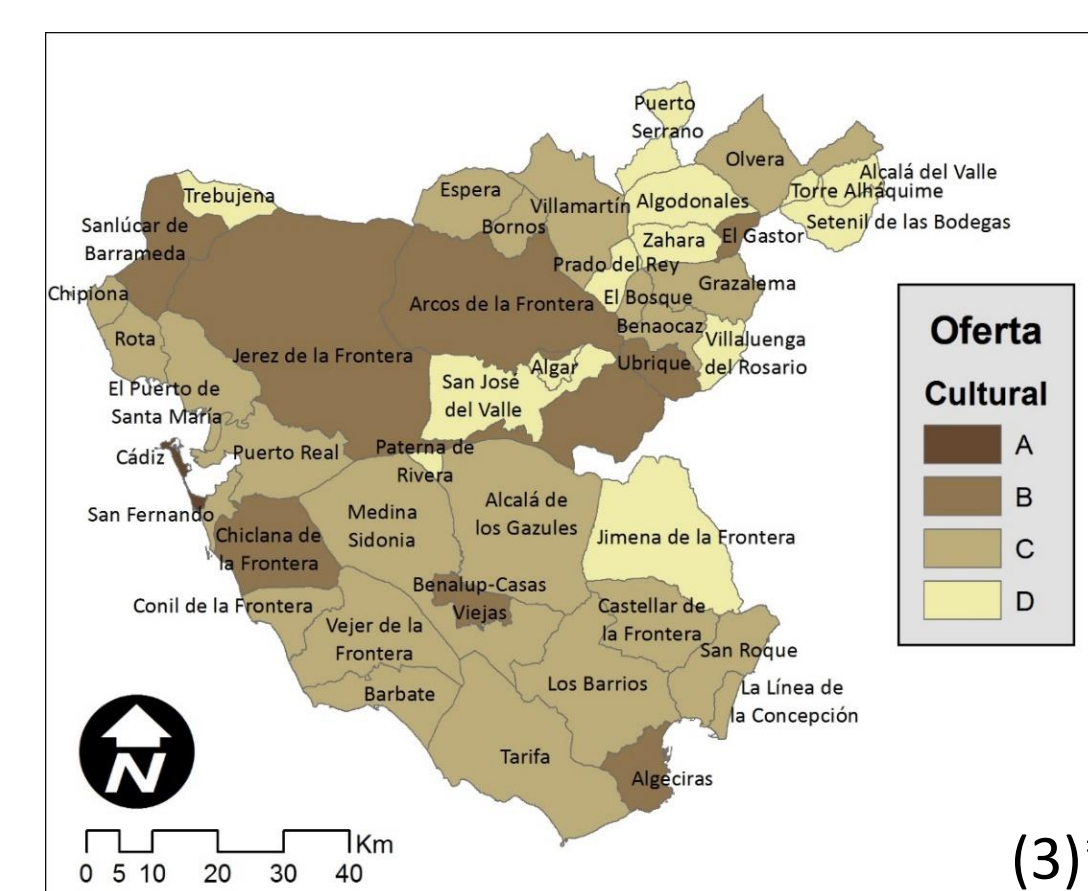 Puerto
Serrano
Olvera
Alcalá del Valle
Torre Alháquime
Setenil de las Bodegas
Trebujena
Espera
Villamartín
Algodonales
Bornos
Sanlúcar de
Barrameda
Zahara
El Gastor
Prado del Rey
Grazalema
Chipiona
Arcos de la Frontera
El Bosque
Rota
Benaocaz
Villaluenga
del Rosario
Jerez de la Frontera
Algar
Ubrique
San José
del Valle
El Puerto de
Santa María
Cádiz
Puerto Real
Paterna de
Rivera
San Fernando
Medina
Sidonia
Alcalá de
los Gazules
Chiclana de
la Frontera
Jimena de la Frontera
Benalup-Casas
Viejas
Conil de la Frontera
Vejer de la
Frontera
Castellar de
la Frontera
San Roque
Barbate
Los Barrios
La Línea de
la Concepción
Tarifa
Algeciras
Oferta
Cultural
A
B
C
D
N
Km
0 5 10 20 30 40
(3)*